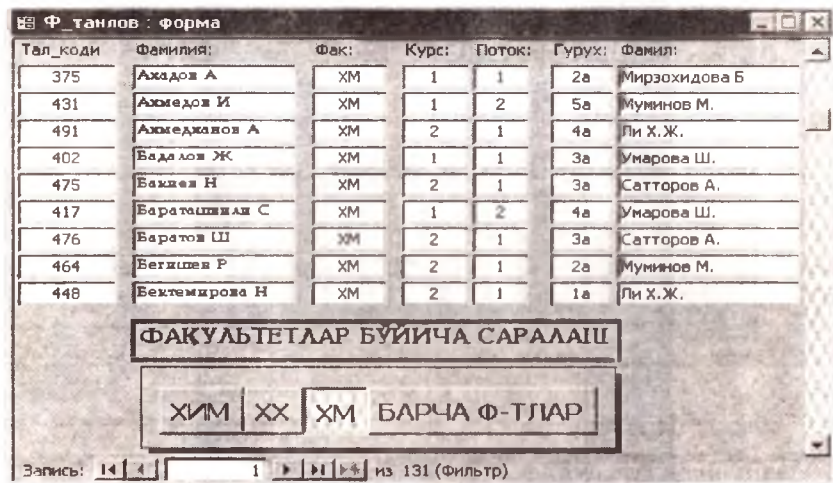 Ф_танлов : форма
Тал_коди Фамилия: Фак: Курс: Поток: Гурух: Фамил:
375 Ахадов А ХМ 1 1 2а Мирзохидова Б
431 Ахмедов И ХМ 1 2 5а Муминов М.
491 Ахмеджанов А ХМ 2 1 4а Ли Х.Ж.
402 Бадалов Ж ХМ 1 1 3а Умарова Ш.
475 Бакиев Н ХМ 2 1 3а Сатторов А.
417 Бараташвили С ХМ 1 2 4а Умарова Ш.
476 Баратов Ш ХМ 2 1 3а Сатторов А.
464 Бегишев Р ХМ 2 1 2а Муминов М.
448 Бектемирова Н ХМ 2 1 1а Ли Х.Ж.
ФАКУЛЬТЕТЛАР БЎЙИЧА САРАЛАШ
ХИМ ХХ ХМ БАРЧА Ф-ТЛАР
Запись: 1 из 131 (Фильтр)